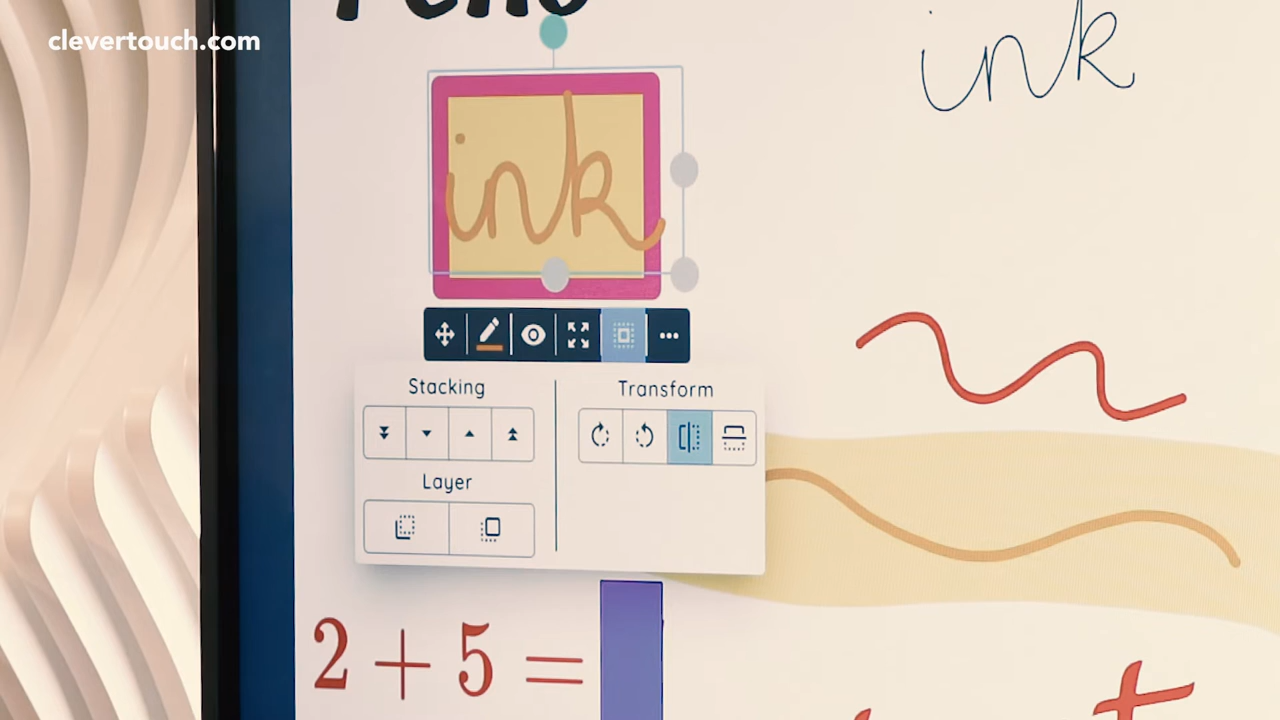 clevertouch.com
ink
ink
Stacking
Transform
Layer
2 + 5 =